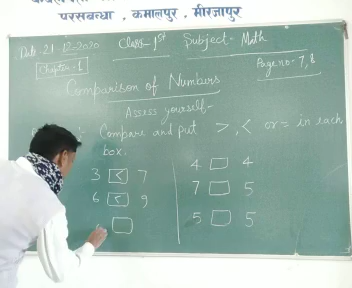 परसबन्धा , कमालपुर , मीरजापुर
Date-21-12-2020 Class-1st Subject- Math
Chapter-1 Page no- 7, 8
Comparison of Numbers
Assess yourself,-
Compare and put >, < or = in each
box.
3 < 7 4 4
6 < 9 7 5
5 5